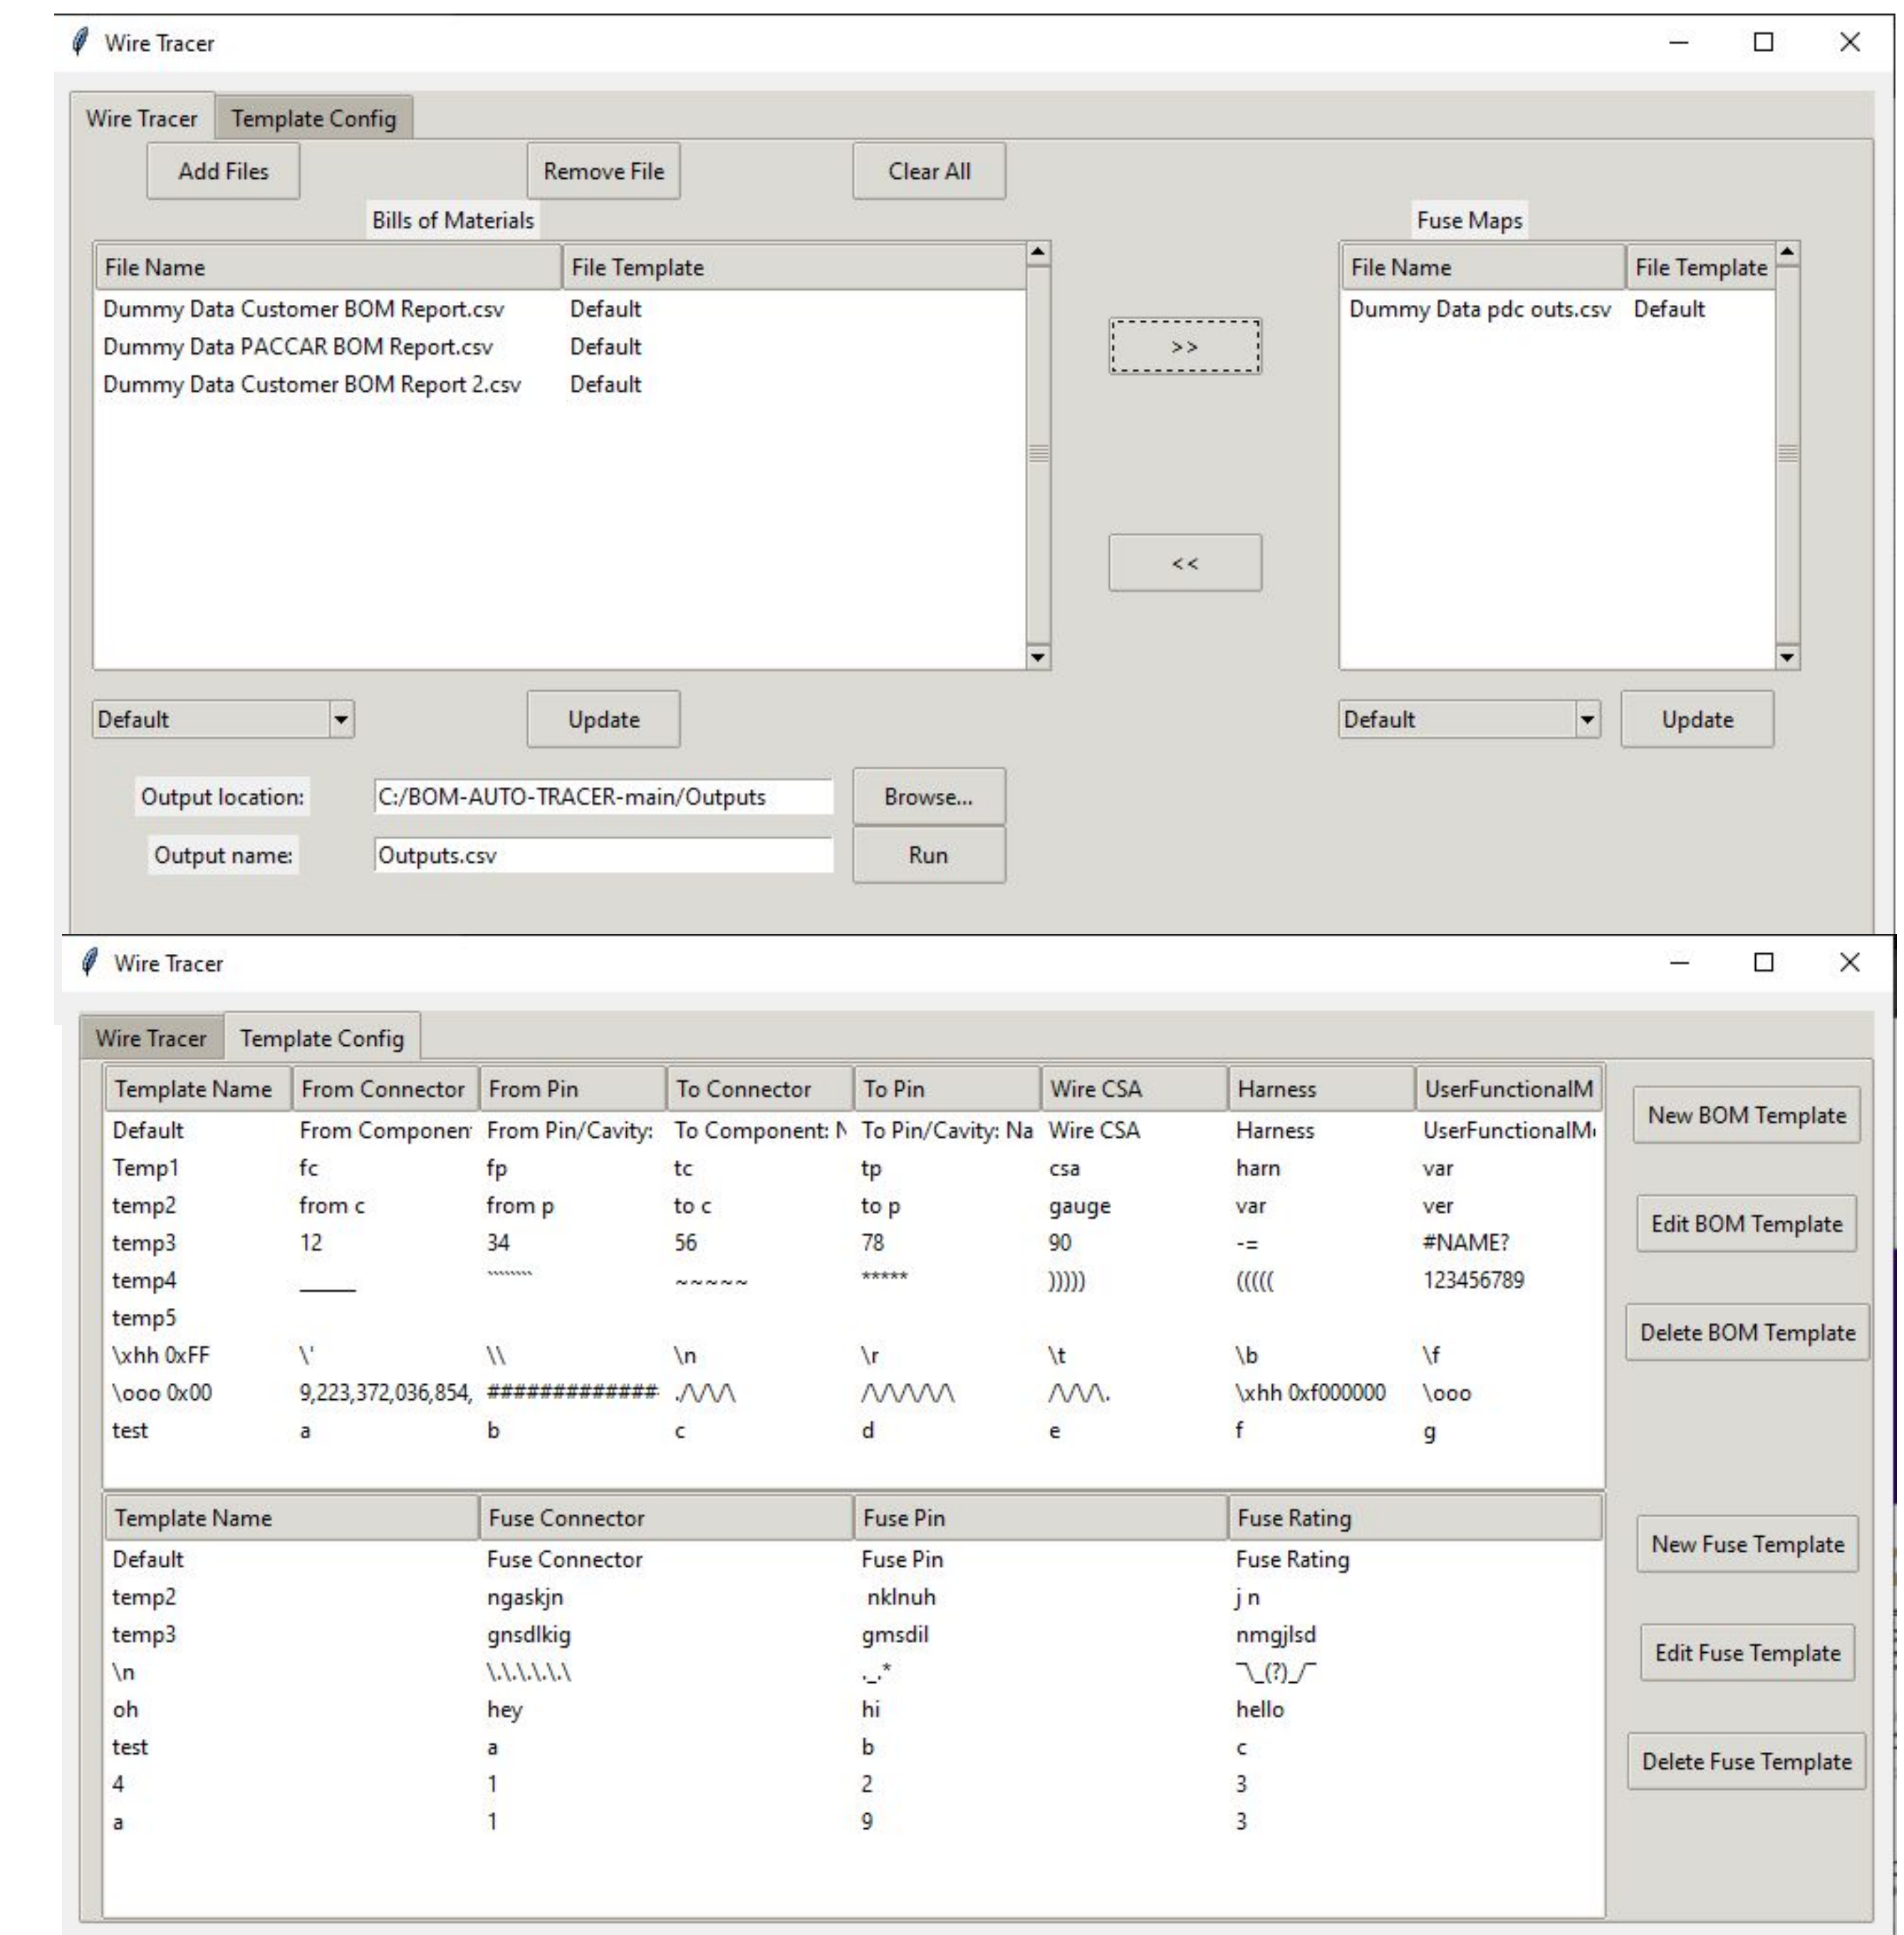 Wire Tracer
Wire Tracer Template Config
Add Files Remove File Clear All
Bills of Materials Fuse Maps
File Name File Template File Name File Template
Dummy Data Customer BOM Report.csv Default Dummy Data pdc outs.csv Default
Dummy Data PACCAR BOM Report.csv Default >>
Dummy Data Customer BOM Report 2.csv Default
<<
Default Update Default Update
Output location: C:/BOM-AUTO-TRACER-main/Outputs Browse...
Output name: Outputs.csv Run
Wire Tracer
Wire Tracer Template Config
Template Name From Connector From Pin To Connector To Pin Wire CSA Harness UserFunctionalM
New BOM Template
Default From Componen From Pin/Cavity: To Component: N To Pin/Cavity: Na Wire CSA Harness UserFunctionalM
Temp1 fc fp tc tp csa harn var
temp2 from c from p to c to p gauge var ver
Edit BOM Template
temp3 12 34 56 78 90 -= #NAME?
temp4 _____ ```````` ~~~~~ ***** ))))) ((((( 123456789
temp5
Delete BOM Template
\xhh 0xFF \' \\ \n \r \t \b \f
\ooo 0x00 9,223,372,036,854, ############# ./\/\/\ /\/\/\/\/\ /\/\/\. \xhh 0xf000000 \ooo
test a b c d e f g
Template Name Fuse Connector Fuse Pin Fuse Rating
New Fuse Template
Default Fuse Connector Fuse Pin Fuse Rating
temp2 ngaskjn nklnuh j n
temp3 gnsdlkig gmsdil nmgjlsd
Edit Fuse Template
\n \.\.\.\.\.\ ._.* ¯\_(?)_/¯
oh hey hi hello
test a b c
Delete Fuse Template
4 1 2 3
a 1 9 3